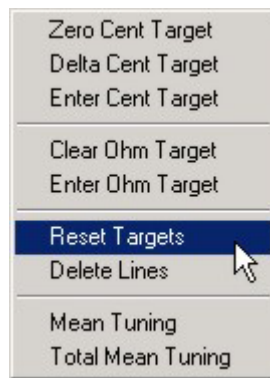 Zero Cent Target
Delta Cent Target
Enter Cent Target
Clear Ohm Target
Enter Ohm Target
Reset Targets
Delete Lines
Mean Tuning
Total Mean Tuning